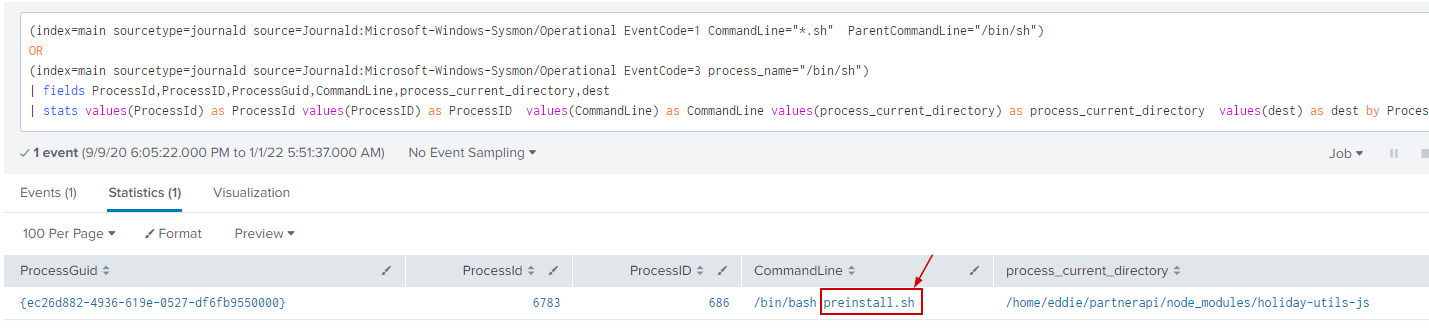 (index=main sourcetype=journald source=Journald:Microsoft-Windows-Sysmon/Operational EventCode=1 CommandLine="*.sh"  ParentCommandLine="/bin/sh")
OR
(index=main sourcetype=journald source=Journald:Microsoft-Windows-Sysmon/Operational EventCode=3 process_name="/bin/sh")
| fields ProcessId,ProcessID,ProcessGuid,CommandLine,process_current_directory,dest
| stats values(ProcessId) as ProcessId values(ProcessID) as ProcessID  values(CommandLine) as CommandLine values(process_current_directory) as process_current_directory  values(dest) as dest by Proces
1 event (9/9/20 6:05:22.000 PM to 1/1/22 5:51:37.000 AM) No Event Sampling Job
Events (1) Statistics (1) Visualization
100 Per Page Format Preview
ProcessGuid ProcessId ProcessID CommandLine process_current_directory
{ec26d882-4936-619e-0527-df6fb9550000} 6783 686 /bin/bash preinstall.sh /home/eddie/partnerapi/node_modules/holiday-utils-js